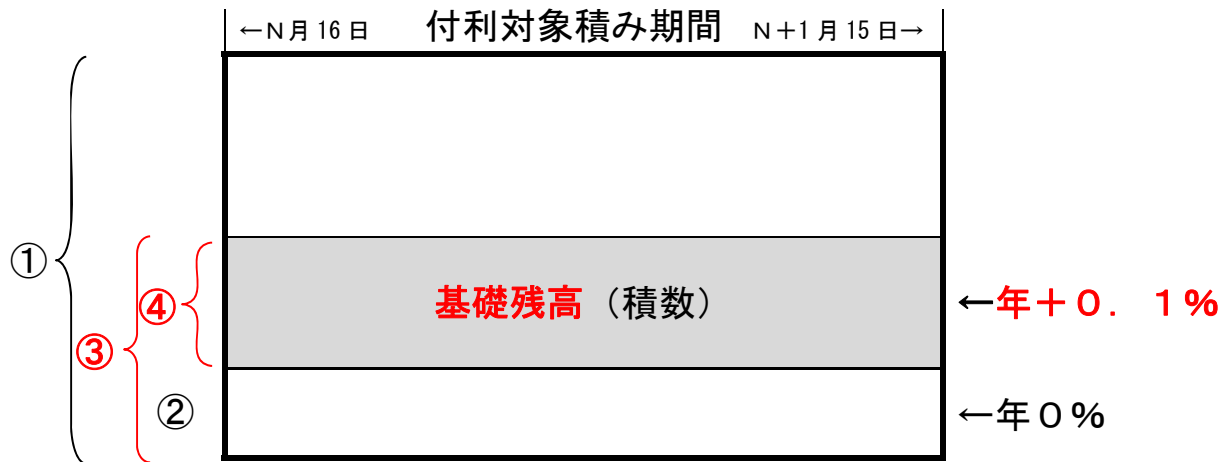 ←Ｎ月16日 付利対象積み期間 Ｎ＋1月15日→
①
④ 基礎残高（積数） ←年＋０．１％
③
② ←年０％